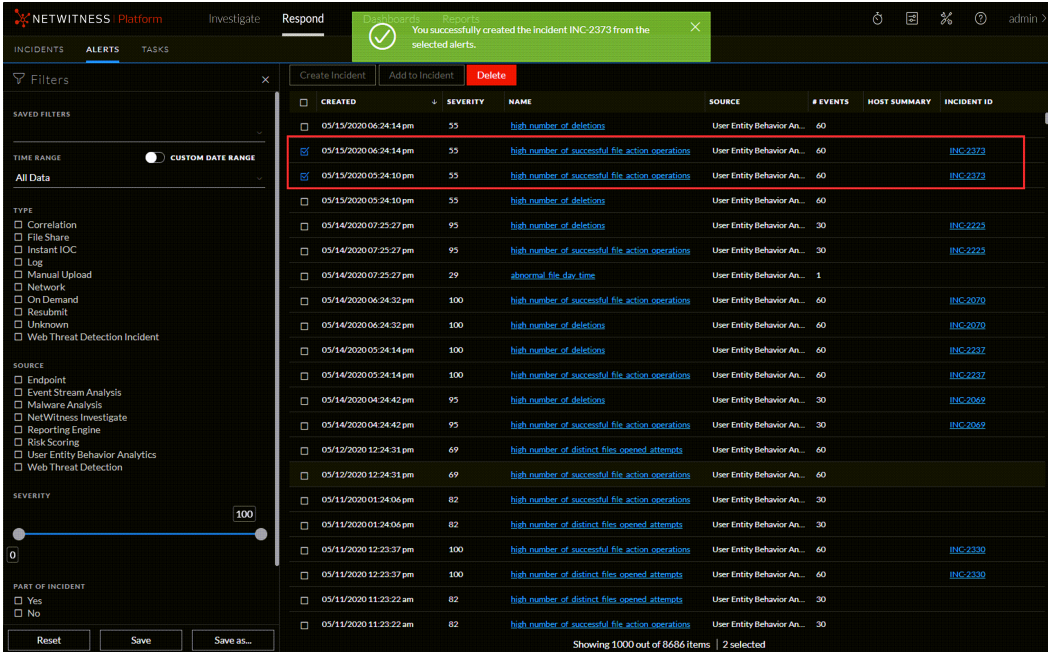 NETWITNESS Platform Investigate Respond Dashboards Reports admin
You successfully created the incident INC-2373 from the
selected alerts.
INCIDENTS ALERTS TASKS
Filters
SAVED FILTERS
TIME RANGE CUSTOM DATE RANGE
All Data
TYPE
Correlation
File Share
Instant IOC
Log
Manual Upload
Network
On Demand
Resubmit
Unknown
Web Threat Detection Incident
SOURCE
Endpoint
Event Stream Analysis
Malware Analysis
NetWitness Investigate
Reporting Engine
Risk Scoring
User Entity Behavior Analytics
Web Threat Detection
SEVERITY
100
0
PART OF INCIDENT
Yes
No
Reset Save Save as...
Create Incident Add to Incident Delete
CREATED SEVERITY NAME SOURCE # EVENTS HOST SUMMARY INCIDENT ID
05/15/2020 06:24:14 pm 55 high number of deletions User Entity Behavior An... 60
05/15/2020 06:24:14 pm 55 high number of successful file action operations User Entity Behavior An... 60 INC-2373
05/15/2020 05:24:10 pm 55 high number of successful file action operations User Entity Behavior An... 60 INC-2373
05/15/2020 05:24:10 pm 55 high number of deletions User Entity Behavior An... 60
05/14/2020 07:25:27 pm 95 high number of deletions User Entity Behavior An... 30 INC-2225
05/14/2020 07:25:27 pm 95 high number of successful file action operations User Entity Behavior An... 30 INC-2225
05/14/2020 07:25:27 pm 29 abnormal file day time User Entity Behavior An... 1
05/14/2020 06:24:32 pm 100 high number of successful file action operations User Entity Behavior An... 60 INC-2070
05/14/2020 06:24:32 pm 100 high number of deletions User Entity Behavior An... 60 INC-2070
05/14/2020 05:24:14 pm 100 high number of deletions User Entity Behavior An... 60 INC-2237
05/14/2020 05:24:14 pm 100 high number of successful file action operations User Entity Behavior An... 60 INC-2237
05/14/2020 04:24:42 pm 95 high number of deletions User Entity Behavior An... 30 INC-2069
05/14/2020 04:24:42 pm 95 high number of successful file action operations User Entity Behavior An... 30 INC-2069
05/12/2020 12:24:31 pm 69 high number of distinct files opened attempts User Entity Behavior An... 60
05/12/2020 12:24:31 pm 69 high number of successful file action operations User Entity Behavior An... 60
05/11/2020 01:24:06 pm 82 high number of successful file action operations User Entity Behavior An... 30
05/11/2020 01:24:06 pm 82 high number of distinct files opened attempts User Entity Behavior An... 30
05/11/2020 12:23:37 pm 100 high number of successful file action operations User Entity Behavior An... 60 INC-2330
05/11/2020 12:23:37 pm 100 high number of distinct files opened attempts User Entity Behavior An... 60 INC-2330
05/11/2020 11:23:22 am 82 high number of distinct files opened attempts User Entity Behavior An... 30
05/11/2020 11:23:22 am 82 high number of successful file action operations User Entity Behavior An... 30
Showing 1000 out of 8686 items | 2 selected